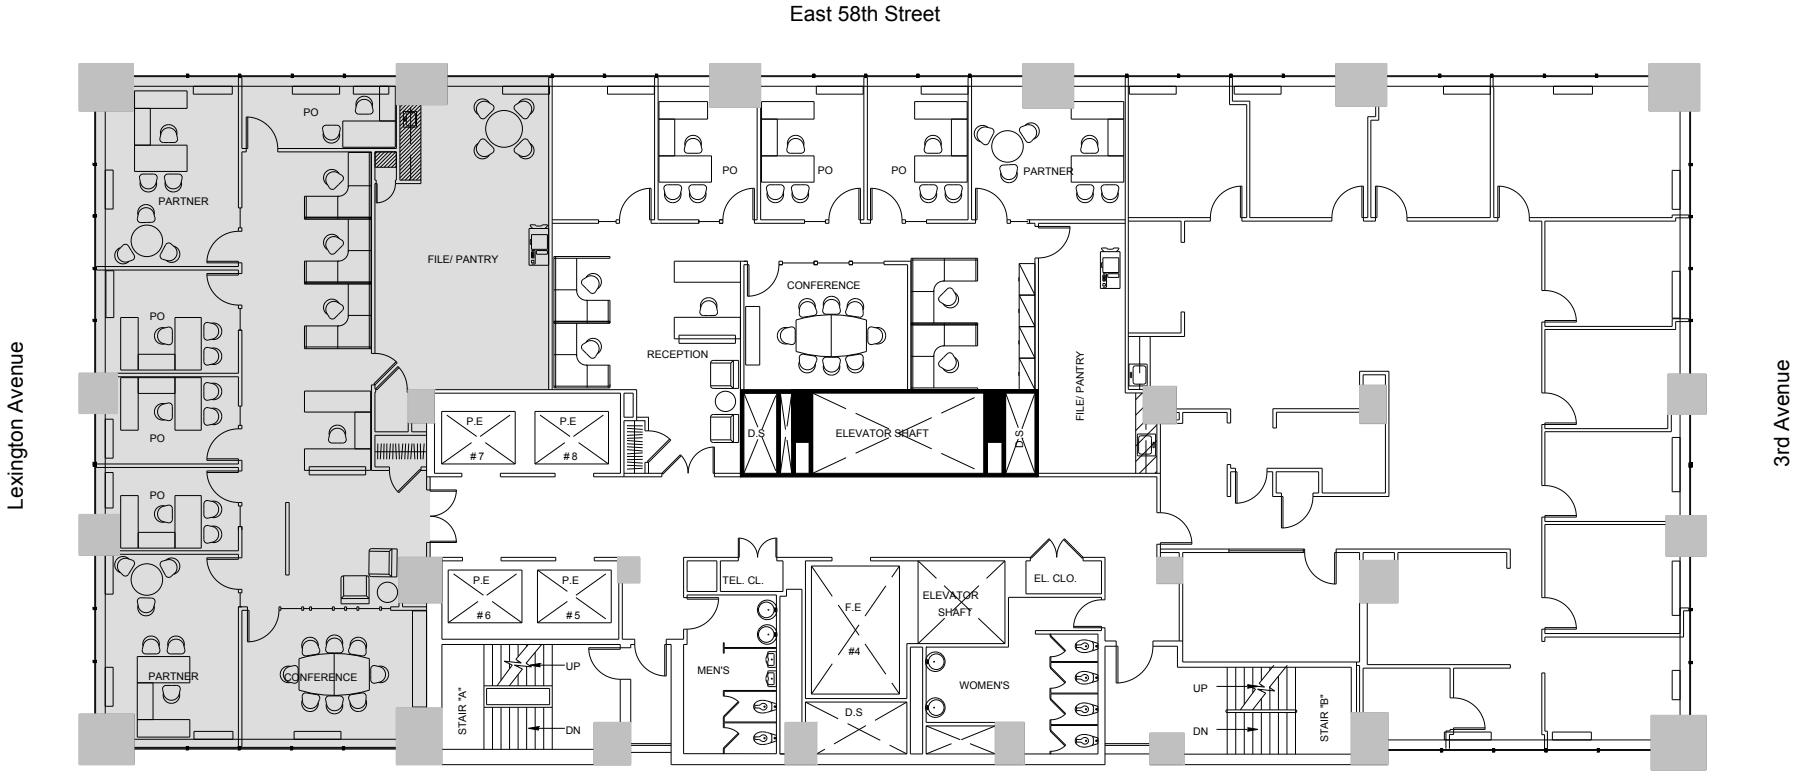 East 58th Street
Lexington Avenue
3rd Avenue
PO
PARTNER
PO
PO
PO
PARTNER
CONFERENCE
FILE/ PANTRY
PO
PO
PO
PARTNER
RECEPTION
CONFERENCE
FILE/ PANTRY
P.E
#7
P.E
#8
D.S
ELEVATOR SHAFT
D.S
P.E
#6
P.E
#5
TEL. CL.
F.E
#4
ELEVATOR
SHAFT
EL. CLO.
STAIR "A"
UP
DN
MEN'S
D.S
WOMEN'S
UP
DN
STAIR "B"